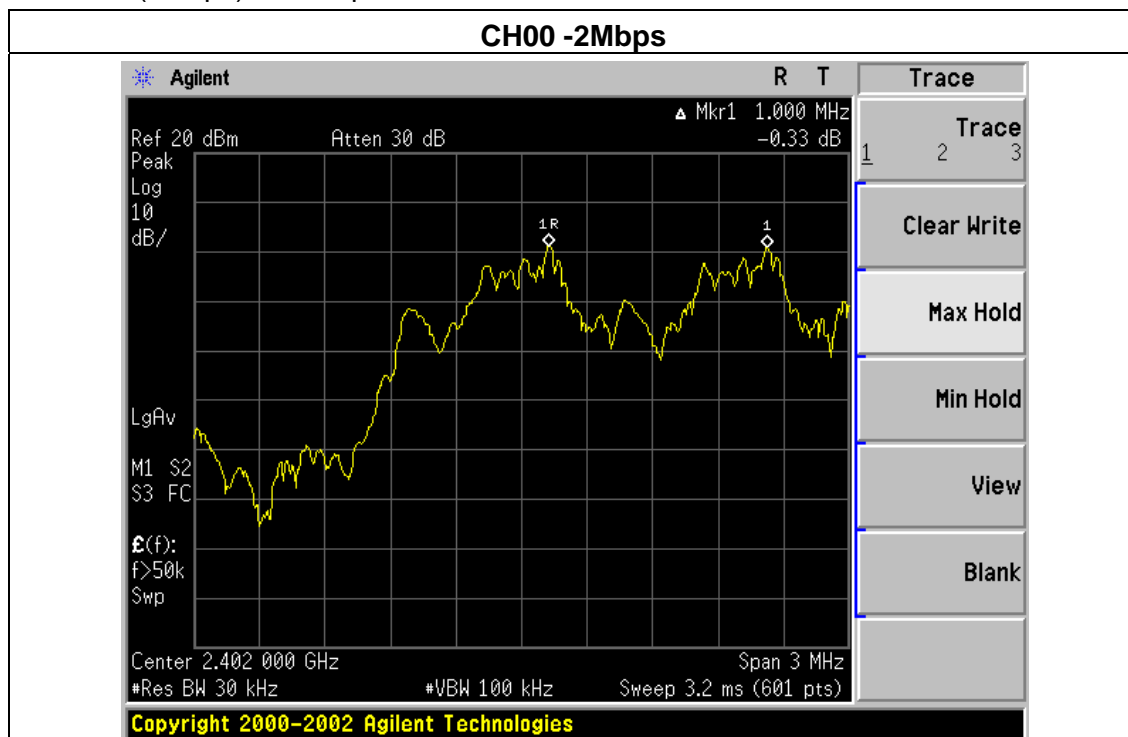 CH00 -2Mbps
Agilent R T Trace
Δ Mkr1 1.000 MHz
Ref 20 dBm Atten 30 dB -0.33 dB
Peak
Log
10
dB/
1R
1
LgAv
M1 S2
S3 FC
£(f):
f>50k
Swp
Center 2.402 000 GHz Span 3 MHz
#Res BW 30 kHz #VBW 100 kHz Sweep 3.2 ms (601 pts)
Copyright 2000-2002 Agilent Technologies
Trace
1 2 3
Clear Write
Max Hold
Min Hold
View
Blank